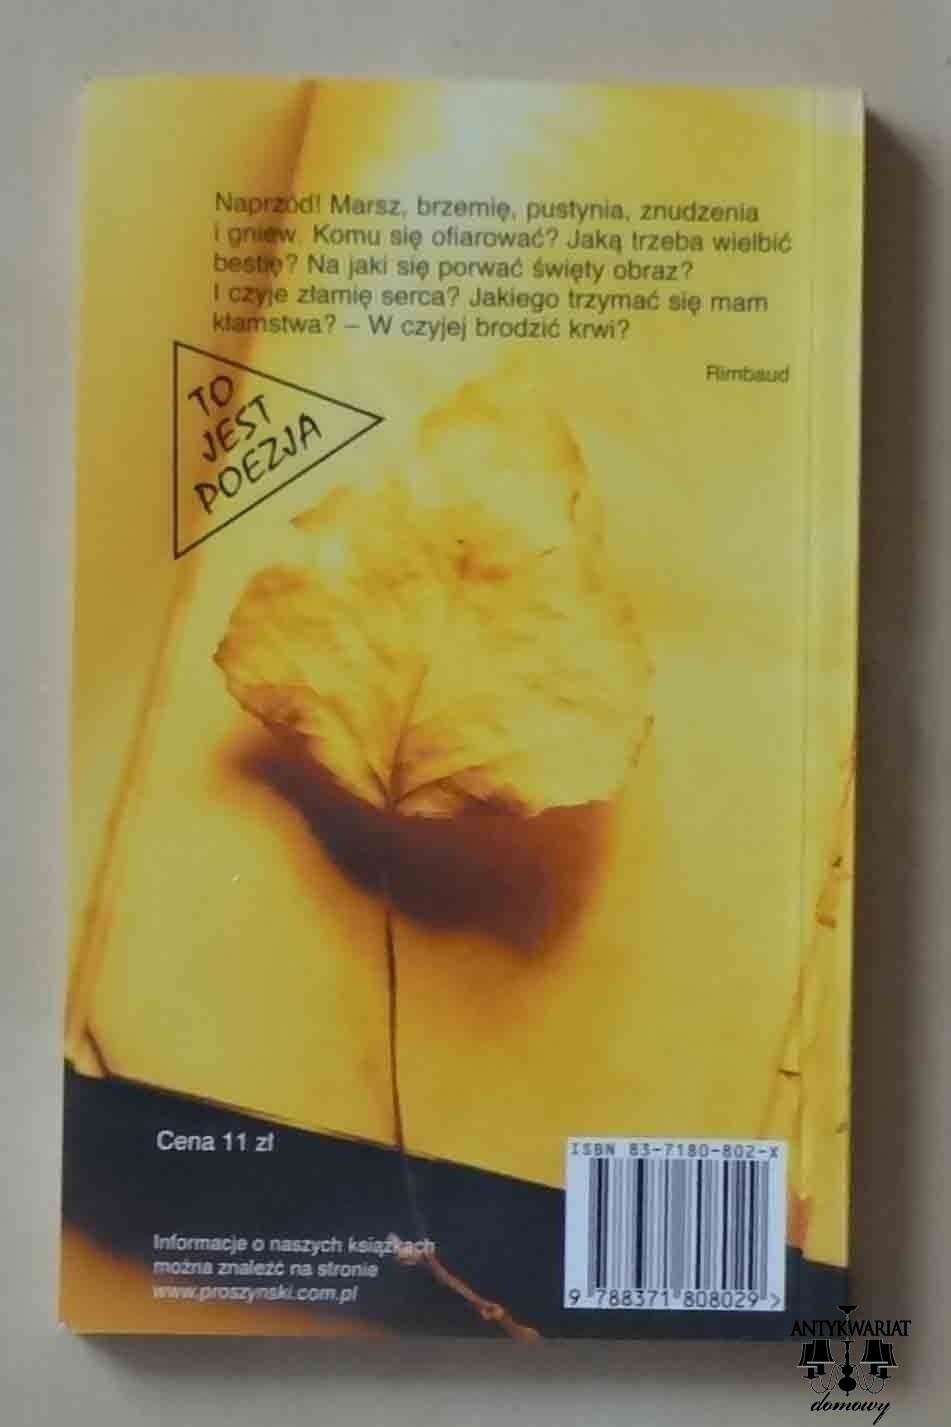 Naprzód! Marsz, brzemię, pustynia, znudzenia
i gniew. Komu się ofiarować? Jaką trzeba wielbić
bestię? Na jaki się porwać święty obraz?
I czyje złamię serca? Jakiego trzymać się mam
kłamstwa? – W czyjej brodzić krwi?
Rimbaud
TO
JEST
POEZJA
Cena 11 zł
Informacje o naszych książkach
można znaleźć na stronie
www.proszynski.com.pl
ISBN 83-7180-802-X
9 788371 808029 >
ANTYKWARIAT
domowy